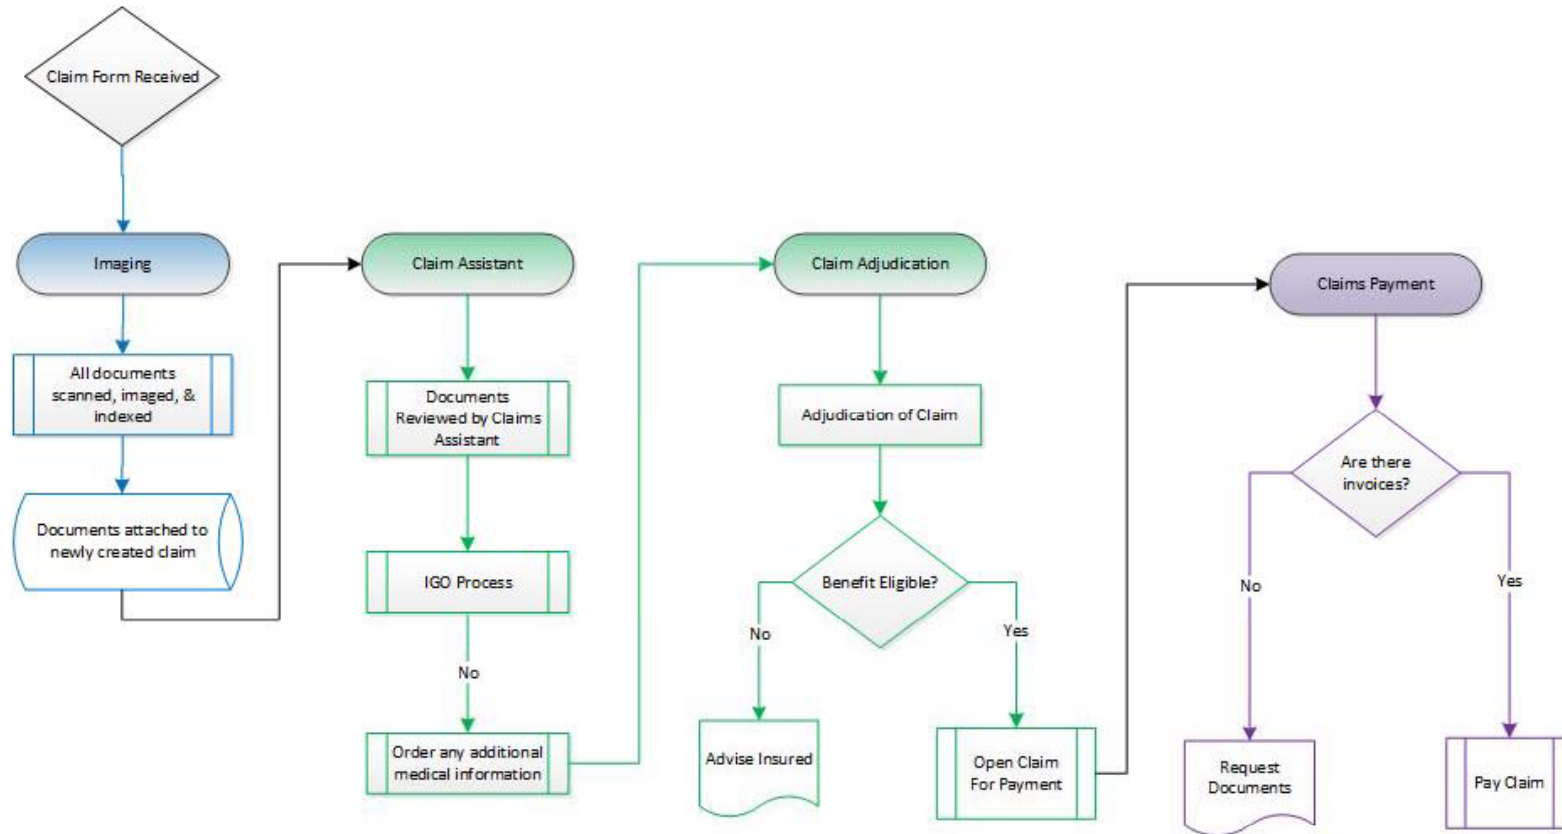 Claim Form Received
Imaging
All documents
scanned, imaged, &
indexed
Documents attached to
newly created claim
Claim Assistant
Documents
Reviewed by Claims
Assistant
IGO Process
No
Order any additional
medical information
Claim Adjudication
Adjudication of Claim
Benefit Eligible?
No
Yes
Advise Insured
Open Claim
For Payment
Claims Payment
Are there
invoices?
No
Yes
Request
Documents
Pay Claim